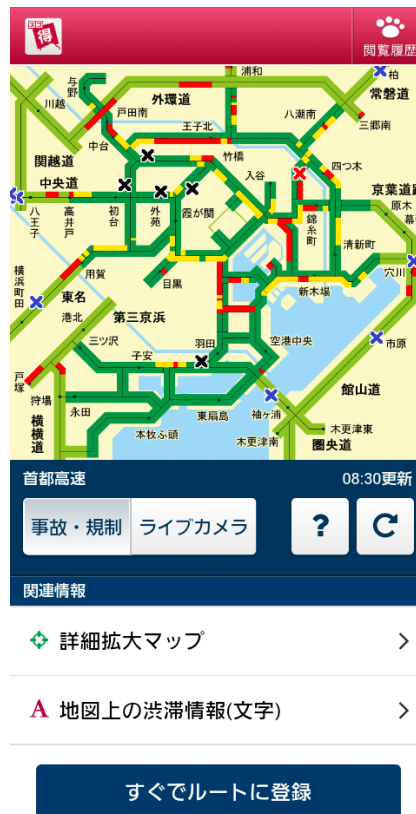 スゴ
得
閲覧履歴
浦和
柏
常磐道
与野
外環道
川越
戸田南
八潮南
三郷南
王子北
中台
竹橋
関越道
入谷
四つ木
中央道
京葉道
原木
八王子
高井戸
初台
外苑
霞が関
錦糸町
幕
清新町
横浜町田
用賀
目黒
穴川
東名
新木場
港北
第三京浜
三ツ沢
羽田
空港中央
市原
子安
戸塚
狩場
館山道
永田
東扇島
袖ヶ浦
横横道
本牧ふ頭
木更津東
木更津南
圏央道
首都高速
08:30更新
事故・規制
ライブカメラ
?
C
関連情報
詳細拡大マップ
A 地図上の渋滞情報(文字)
すぐでルートに登録